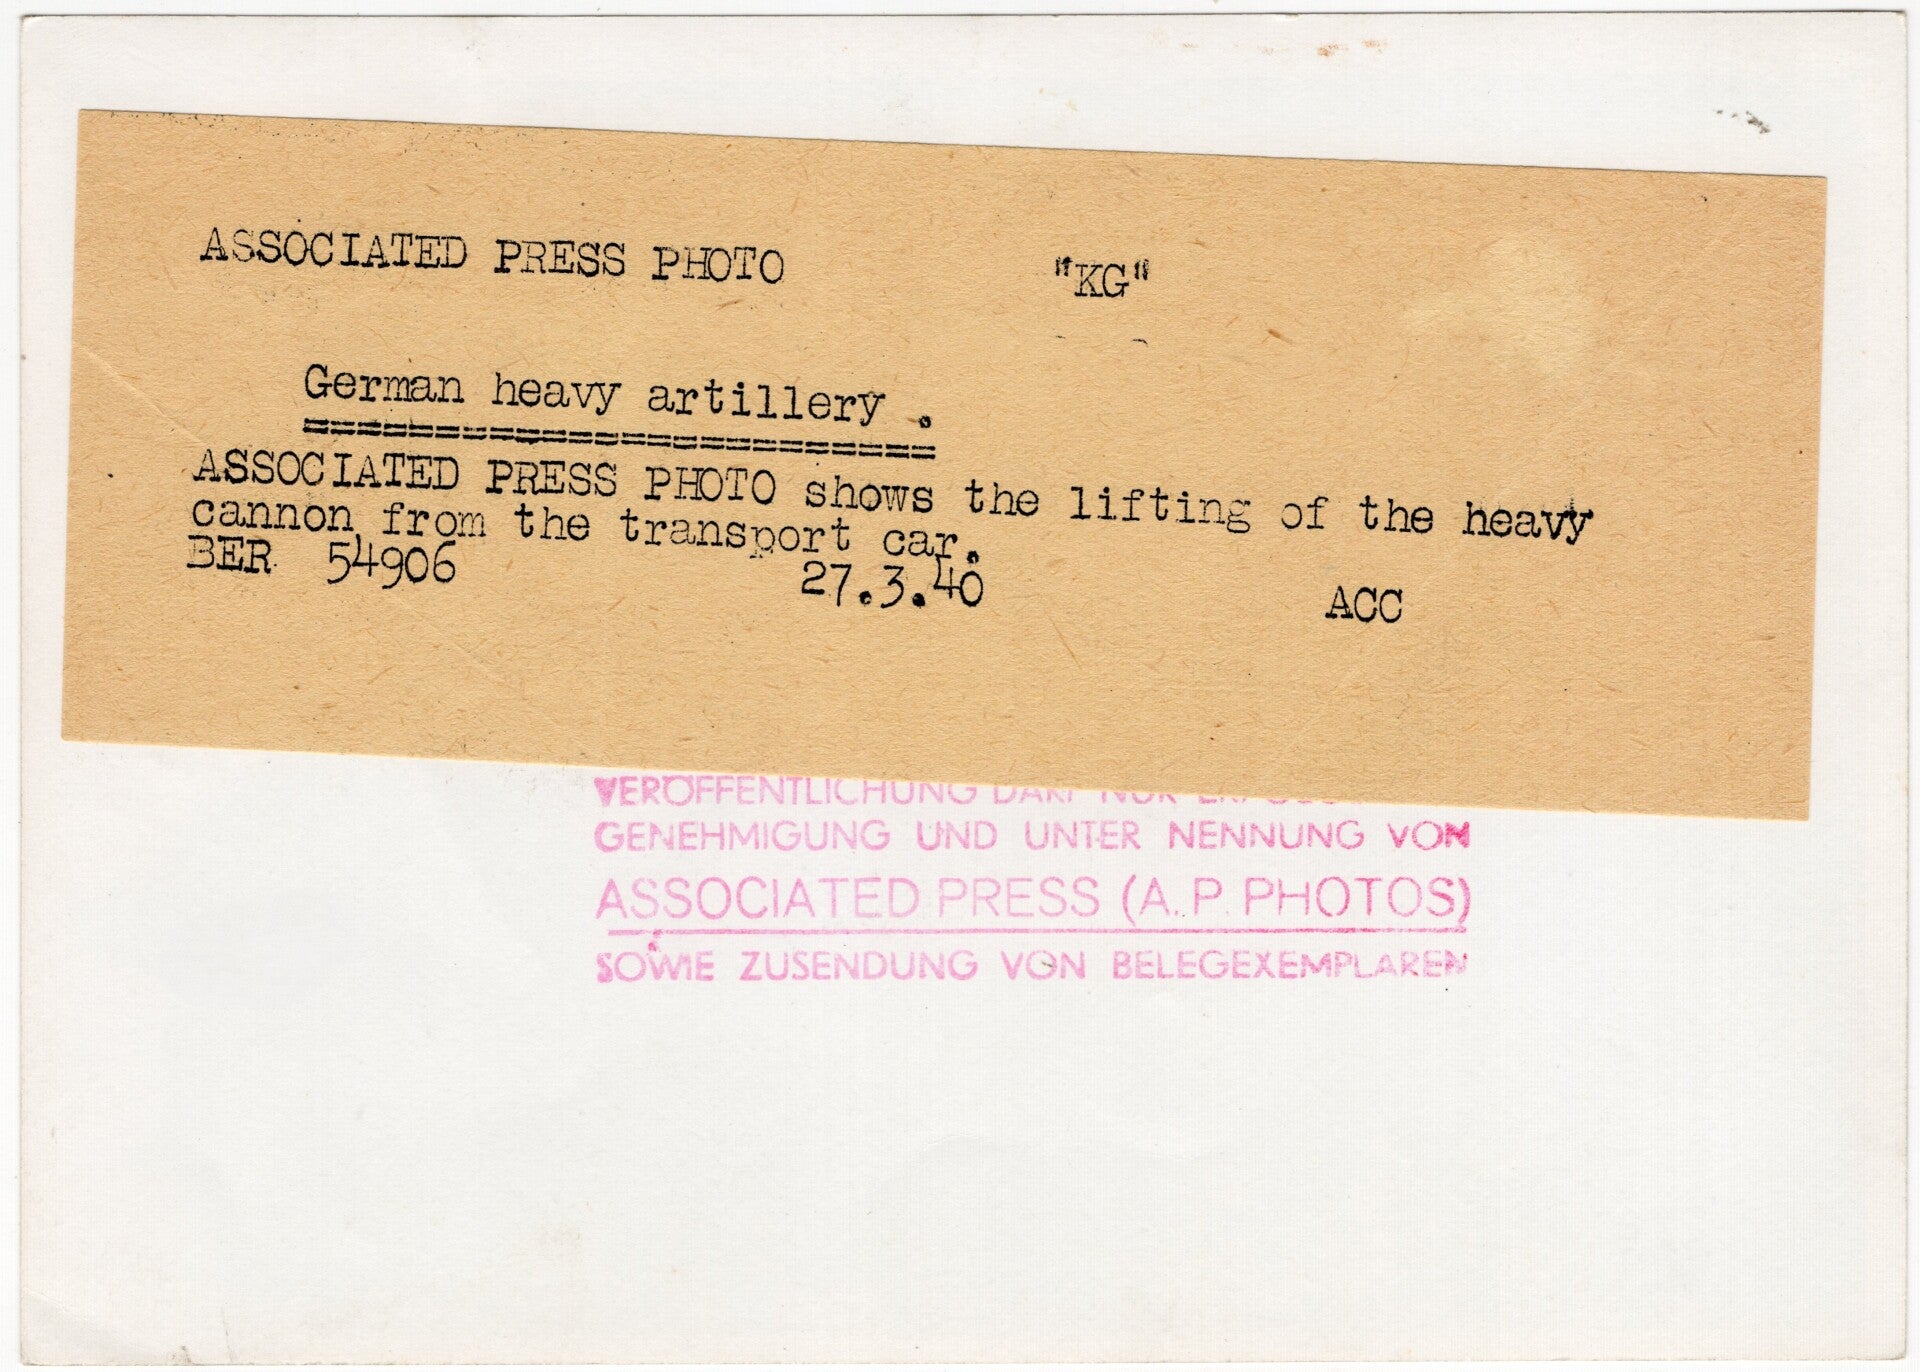 ASSOCIATED PRESS PHOTO "KG"
German heavy artillery .
========================
ASSOCIATED PRESS PHOTO shows the lifting of the heavy
cannon from the transport car.
BER 54906 27.3.40 ACC
VERÖFFENTLICHUNG DARF NUR
GENEHMIGUNG UND UNTER NENNUNG VON
ASSOCIATED PRESS (A.P. PHOTOS)
SOWIE ZUSENDUNG VON BELEGEXEMPLAREN